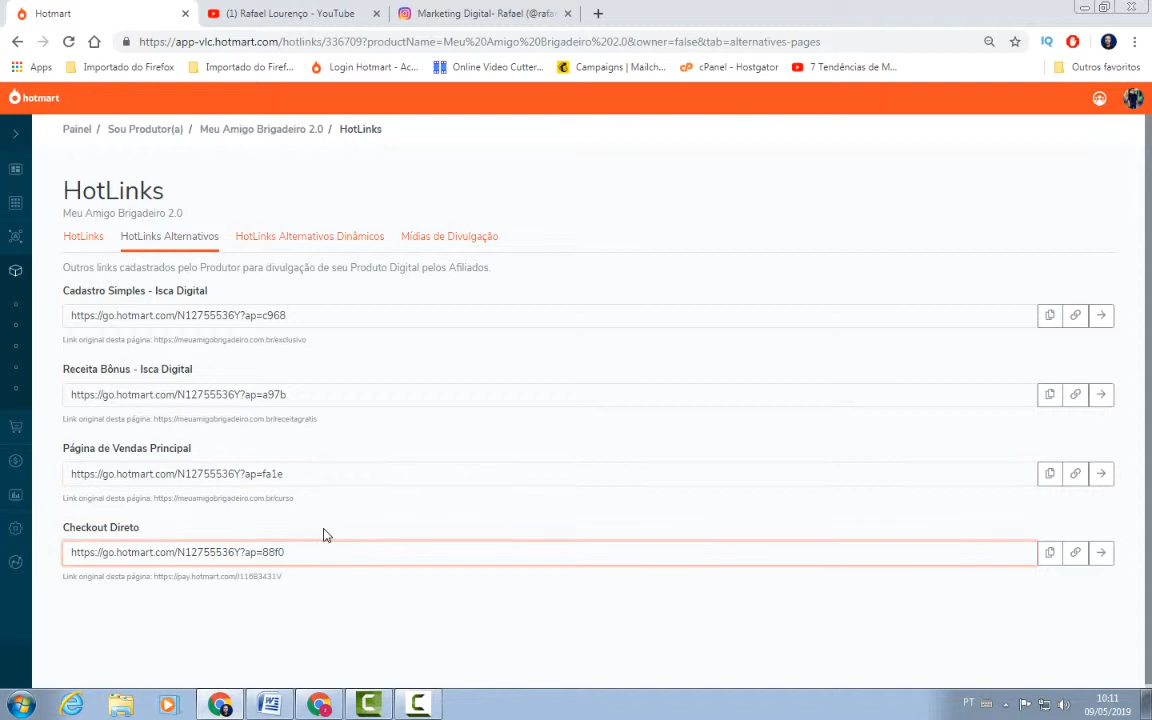 Hotmart
(1) Rafael Lourenço - YouTube
Marketing Digital- Rafael (@rafa
https://app-vlc.hotmart.com/hotlinks/336709?productName=Meu%20Amigo%20Brigadeiro%202.0&owner=false&tab=alternatives-pages
Apps
Importado do Firefox
Importado do Firef...
Login Hotmart - Ac...
Online Video Cutter...
Campaigns | Mailch...
cPanel - Hostgator
7 Tendências de M...
Outros favoritos
hotmart
Painel / Sou Produtor(a) / Meu Amigo Brigadeiro 2.0 / HotLinks
HotLinks
Meu Amigo Brigadeiro 2.0
HotLinks
HotLinks Alternativos
HotLinks Alternativos Dinâmicos
Mídias de Divulgação
Outros links cadastrados pelo Produtor para divulgação de seu Produto Digital pelos Afiliados.
Cadastro Simples - Isca Digital
https://go.hotmart.com/N12755536Y?ap=c968
Link original desta página: https://meuamigobrigadeiro.com.br/exclusivo
Receita Bônus - Isca Digital
https://go.hotmart.com/N12755536Y?ap=a97b
Link original desta página: https://meuamigobrigadeiro.com.br/receitagratis
Página de Vendas Principal
https://go.hotmart.com/N12755536Y?ap=fa1e
Link original desta página: https://meuamigobrigadeiro.com.br/curso
Checkout Direto
https://go.hotmart.com/N12755536Y?ap=88f0
Link original desta página: https://pay.hotmart.com/I11683431V
PT
10:11
09/05/2019